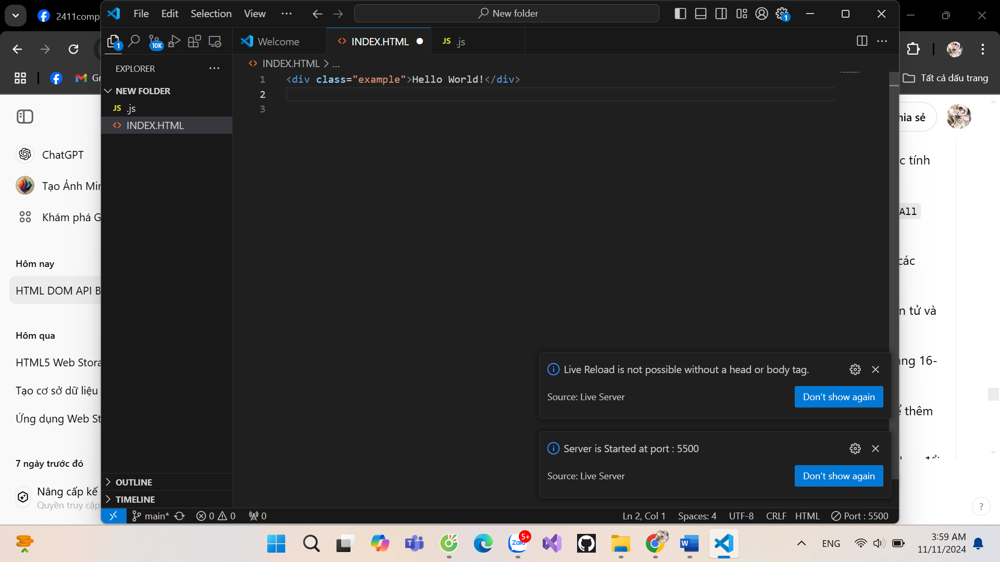 2411comp
File Edit Selection View
New folder
1
1
10K
Welcome
INDEX.HTML
JS .js
EXPLORER
INDEX.HTML > ...
NEW FOLDER
JS .js
INDEX.HTML
1 <div class="example">Hello World!</div>
2
3
Tất cả dấu trang
ChatGPT
Tạo Ảnh
Khám phá
Hôm nay
HTML DOM API B
Hôm qua
HTML5 Web Stora
Tạo cơ sở dữ liệu
Ứng dụng Web St
7 ngày trước đó
Nâng cấp kế
Quyền truy cập
hia sẻ
c tính
All
các
n tử và
ang 16-
thêm
Live Reload is not possible without a head or body tag.
Source: Live Server
Don't show again
Server is Started at port : 5500
Source: Live Server
Don't show again
OUTLINE
TIMELINE
main* 0 0 0
Ln 2, Col 1 Spaces: 4 UTF-8 CRLF HTML Port : 5500
?
Zalo
5+
ENG
3:59 AM
11/11/2024